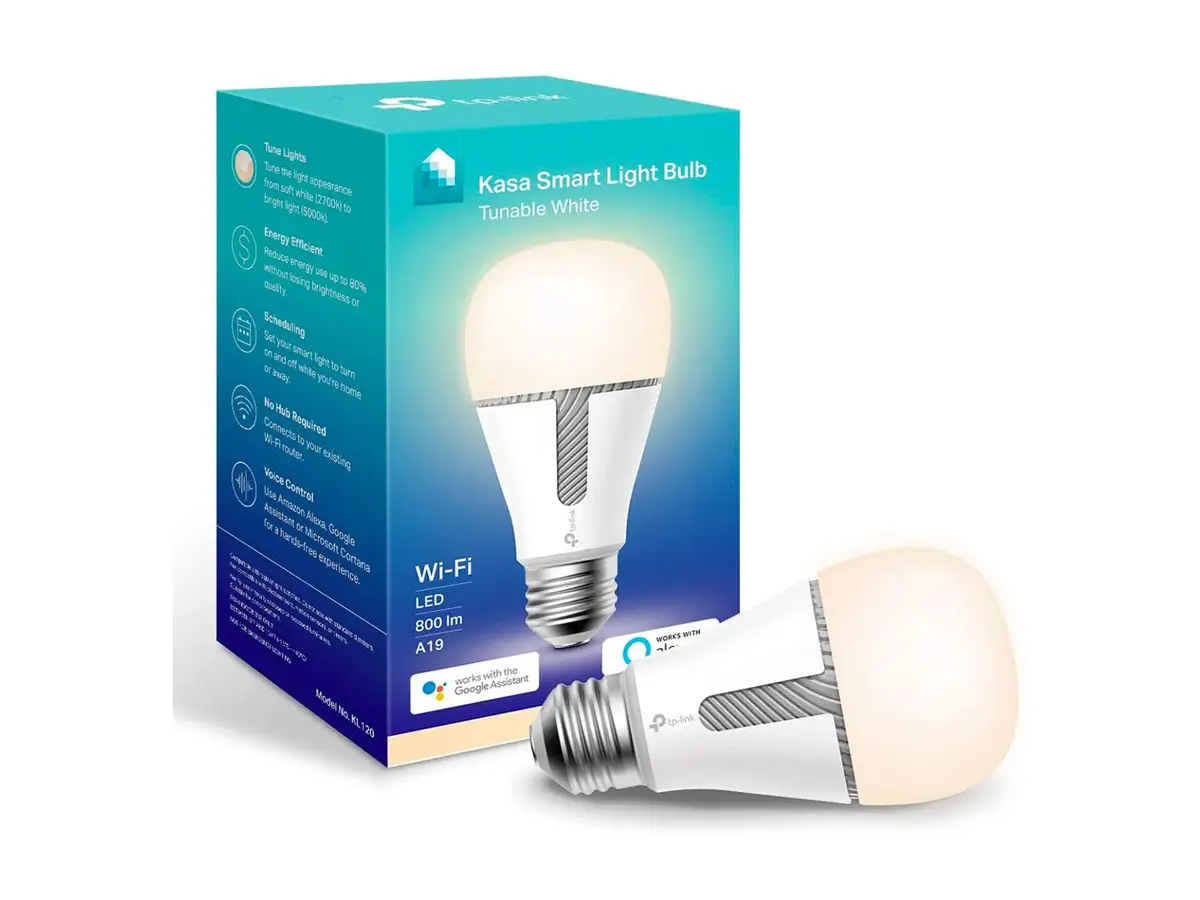 tp-link
Tune Lights
Tune the light appearance
from soft white (2700k) to
bright light (5000k).
Energy Efficient
Reduce energy use up to 80%
without losing brightness or
quality.
Scheduling
Set your smart light to turn
on and off while you're home
or away.
No Hub Required
Connects to your existing
Wi-Fi router.
Voice Control
Use Amazon Alexa, Google
Assistant or Microsoft Cortana
for a hands-free experience.
Model No. KL120
Kasa Smart Light Bulb
Tunable White
tp-link
Wi-Fi
LED
800 lm
A19
works with the
Google Assistant
WORKS WITH
tp-link